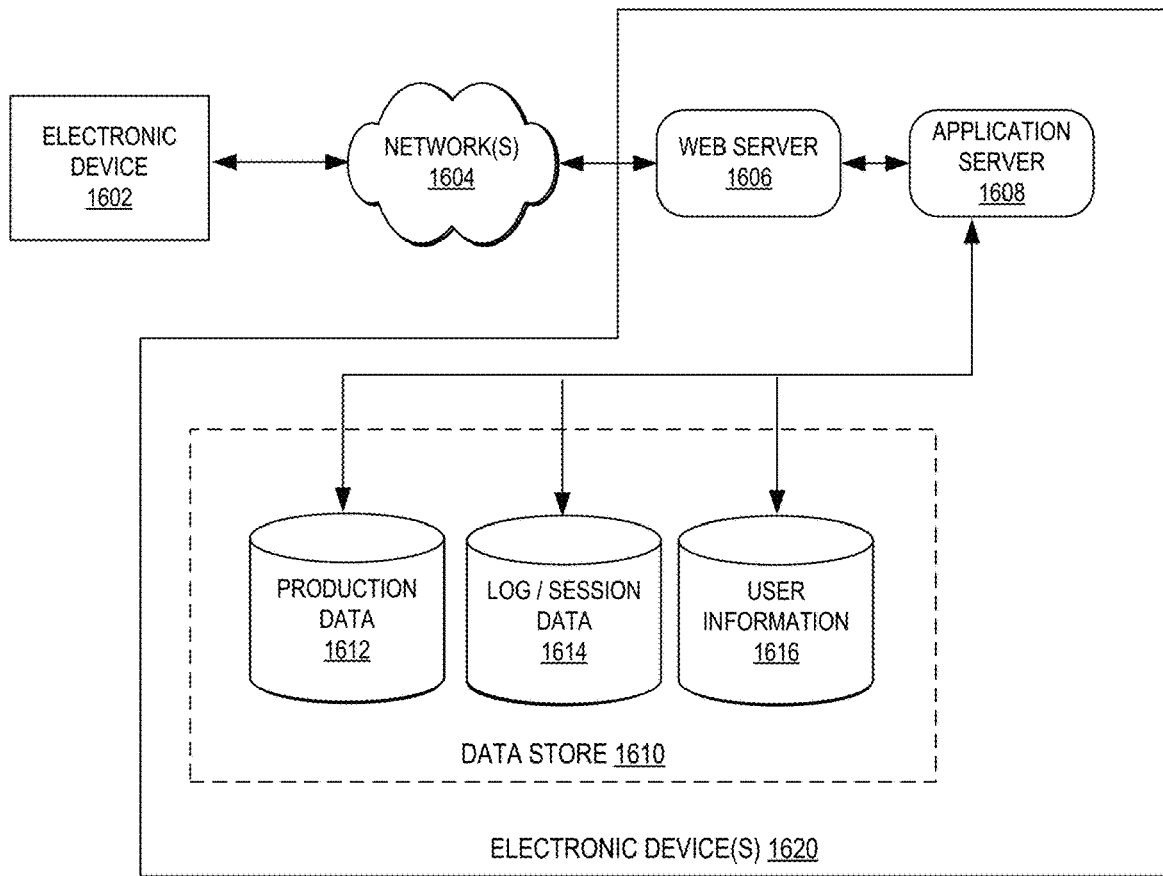 ELECTRONIC
DEVICE
1602
NETWORK(S)
1604
WEB SERVER
1606
APPLICATION
SERVER
1608
PRODUCTION
DATA
1612
LOG / SESSION
DATA
1614
USER
INFORMATION
1616
DATA STORE 1610
ELECTRONIC DEVICE(S) 1620